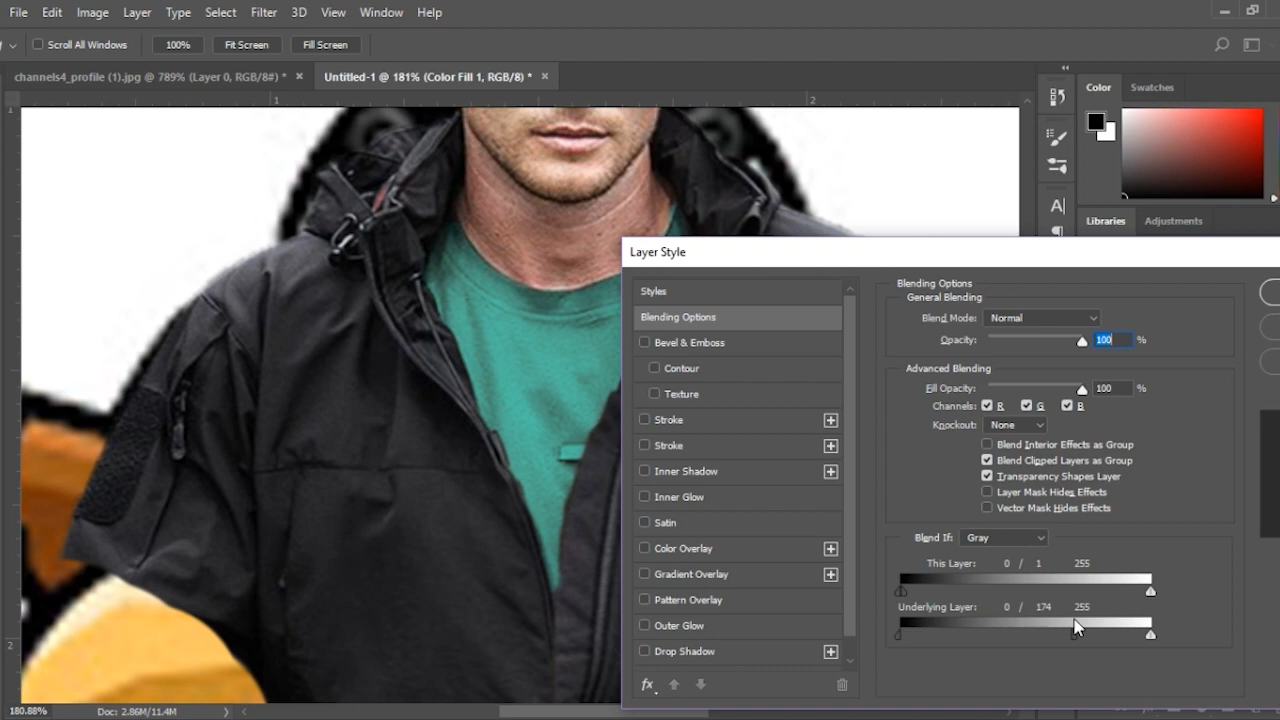 File Edit Image Layer Type Select Filter 3D View Window Help
Scroll All Windows 100% Fit Screen Fill Screen
channels4_profile (1).jpg @ 789% (Layer 0, RGB/8#) * × Untitled-1 @ 181% (Color Fill 1, RGB/8) * ×
1 2
Color Swatches
Libraries Adjustments
Layer Style
Styles
Blending Options
Bevel & Emboss
Contour
Texture
Stroke
Stroke
Inner Shadow
Inner Glow
Satin
Color Overlay
Gradient Overlay
Pattern Overlay
Outer Glow
Drop Shadow
fx
Blending Options
General Blending
Blend Mode: Normal
Opacity: 100 %
Advanced Blending
Fill Opacity: 100 %
Channels: R G B
Knockout: None
Blend Interior Effects as Group
Blend Clipped Layers as Group
Transparency Shapes Layer
Layer Mask Hides Effects
Vector Mask Hides Effects
Blend If: Gray
This Layer: 0 / 1 255
Underlying Layer: 0 / 174 255
2
180.88% Doc: 2.86M/11.4M